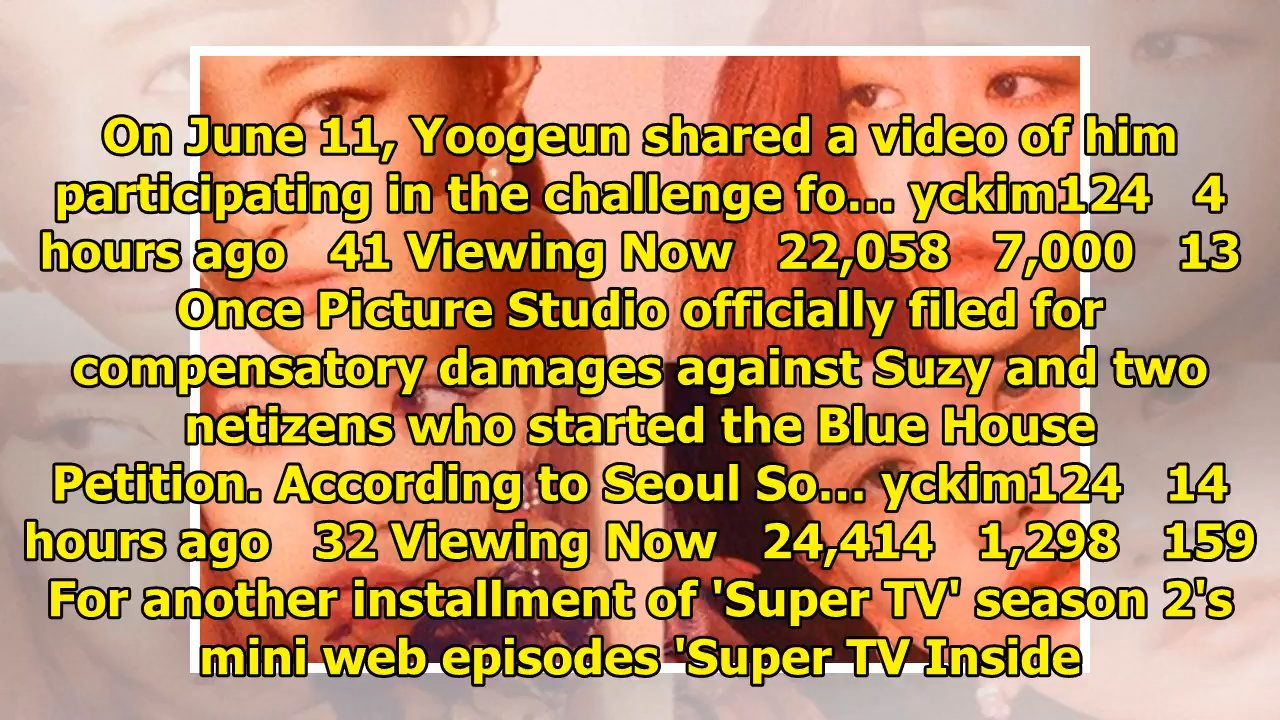 On June 11, Yoogeun shared a video of him
participating in the challenge fo... yckim124 4
hours ago 41 Viewing Now 22,058 7,000 13
Once Picture Studio officially filed for
compensatory damages against Suzy and two
netizens who started the Blue House
Petition. According to Seoul So... yckim124 14
hours ago 32 Viewing Now 24,414 1,298 159
For another installment of 'Super TV' season 2's
mini web episodes 'Super TV Inside